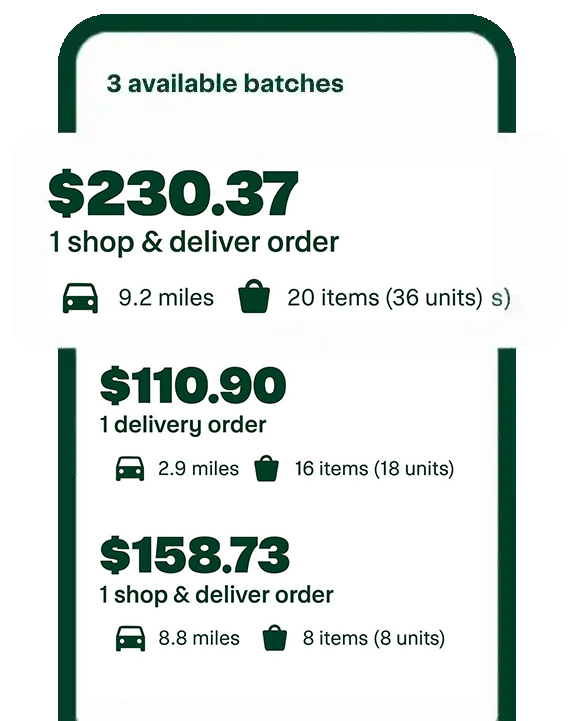 3 available batches
$230.37
1 shop & deliver order
9.2 miles 20 items (36 units) s)
$110.90
1 delivery order
2.9 miles 16 items (18 units)
$158.73
1 shop & deliver order
8.8 miles 8 items (8 units)